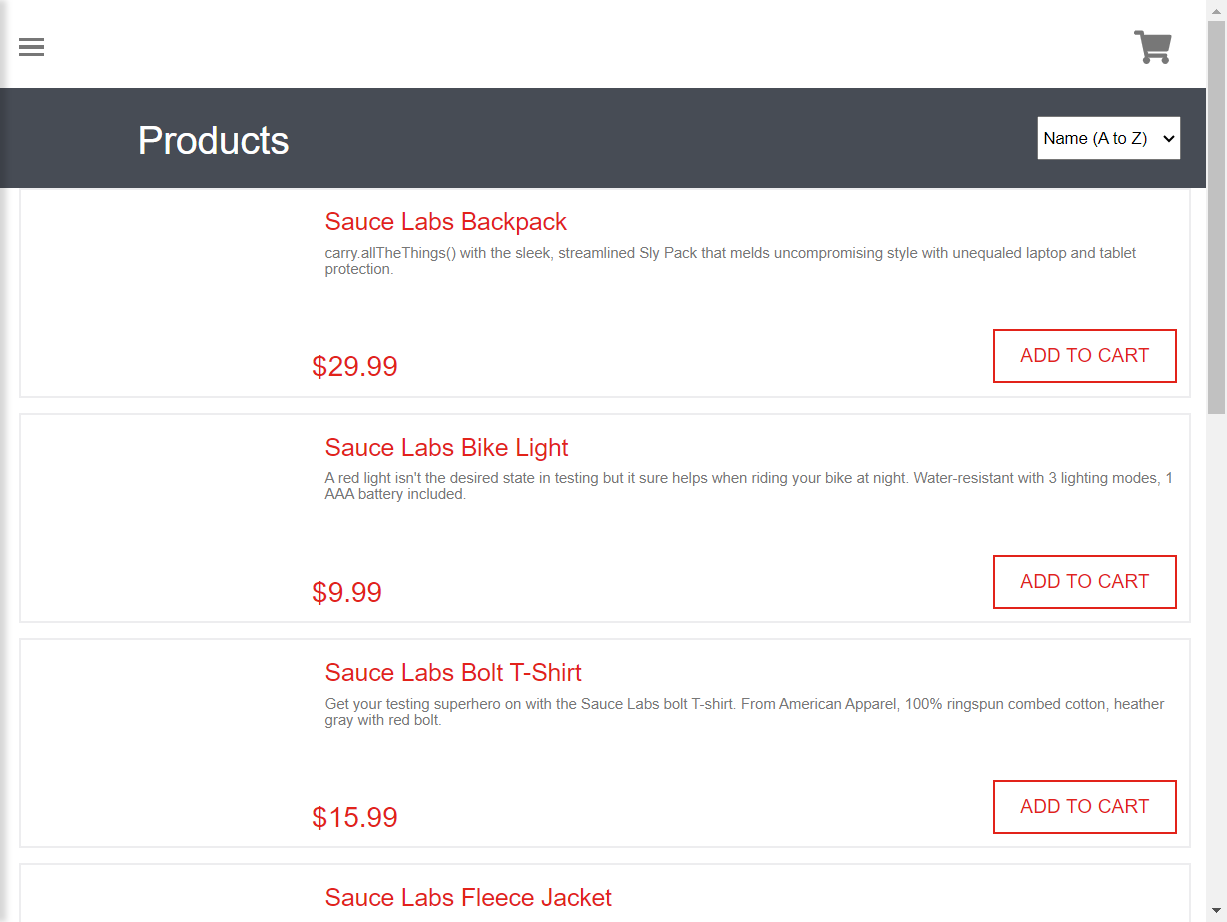 Products
Name (A to Z)
Sauce Labs Backpack
carry.allTheThings() with the sleek, streamlined Sly Pack that melds uncompromising style with unequaled laptop and tablet
protection.
$29.99
ADD TO CART
Sauce Labs Bike Light
A red light isn't the desired state in testing but it sure helps when riding your bike at night. Water-resistant with 3 lighting modes, 1
AAA battery included.
$9.99
ADD TO CART
Sauce Labs Bolt T-Shirt
Get your testing superhero on with the Sauce Labs bolt T-shirt. From American Apparel, 100% ringspun combed cotton, heather
gray with red bolt.
$15.99
ADD TO CART
Sauce Labs Fleece Jacket